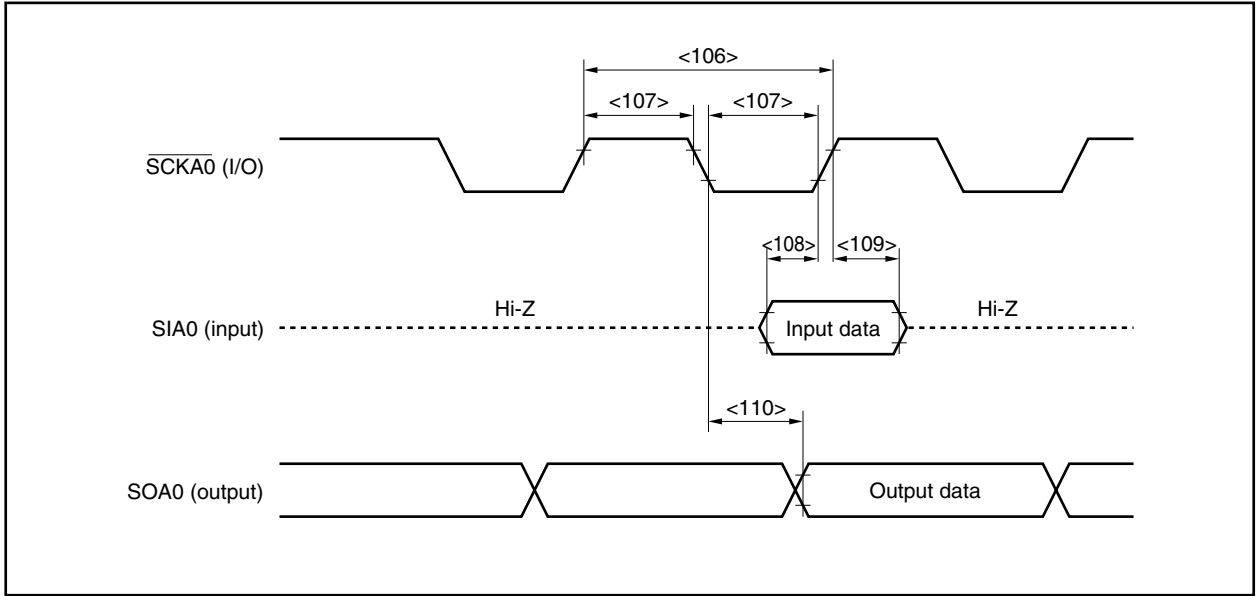 <106>
<107> <107>
SCKA0 (I/O)
<108> <109>
Hi-Z Hi-Z
SIA0 (input) Input data
<110>
SOA0 (output) Output data